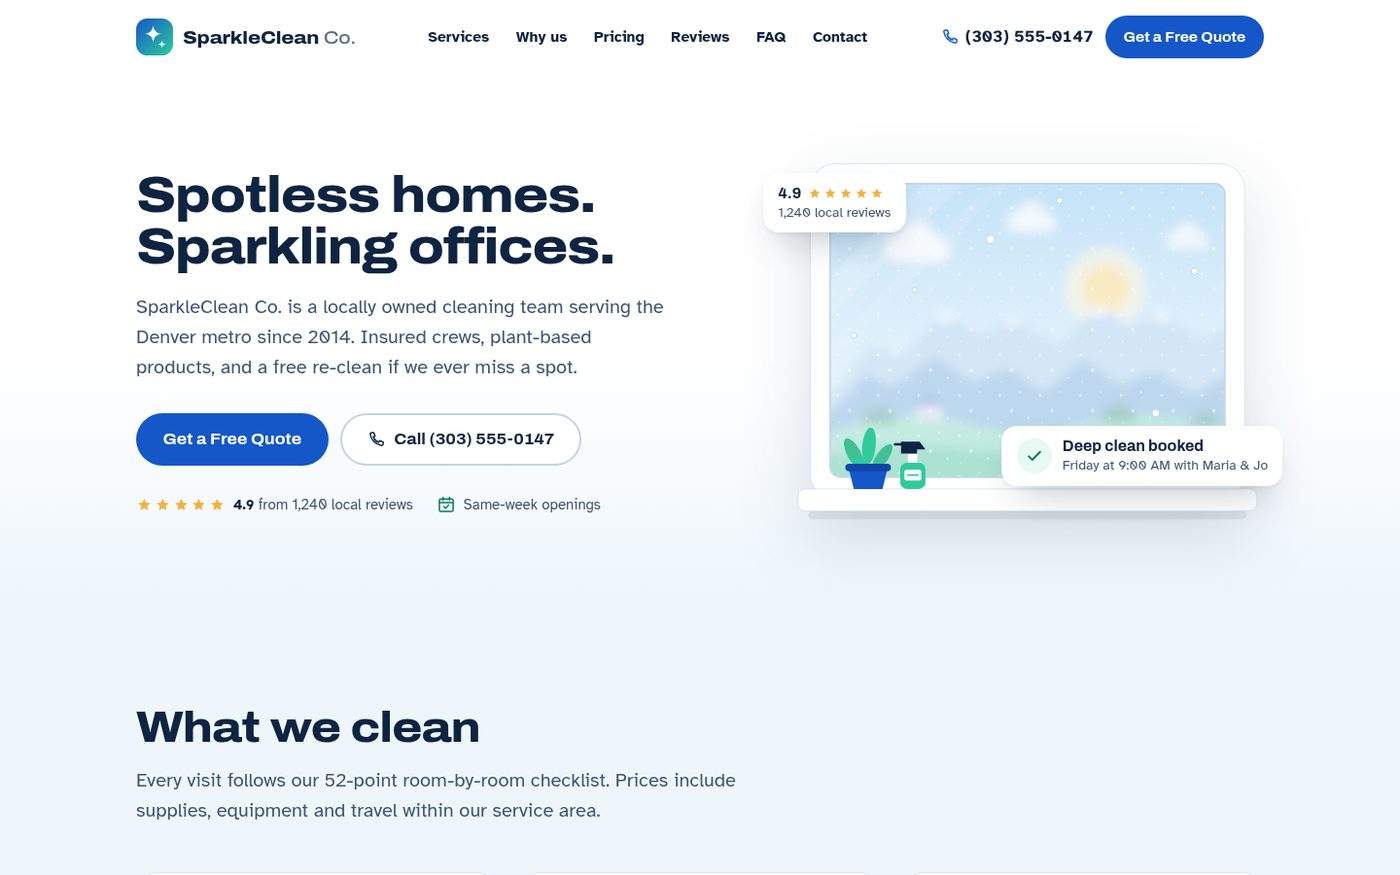 SparkleClean Co.
Services Why us Pricing Reviews FAQ Contact
(303) 555-0147
Get a Free Quote
Spotless homes.
Sparkling offices.
SparkleClean Co. is a locally owned cleaning team serving the
Denver metro since 2014. Insured crews, plant-based
products, and a free re-clean if we ever miss a spot.
Get a Free Quote
Call (303) 555-0147
4.9 from 1,240 local reviews
Same-week openings
4.9
1,240 local reviews
Deep clean booked
Friday at 9:00 AM with Maria & Jo
What we clean
Every visit follows our 52-point room-by-room checklist. Prices include
supplies, equipment and travel within our service area.